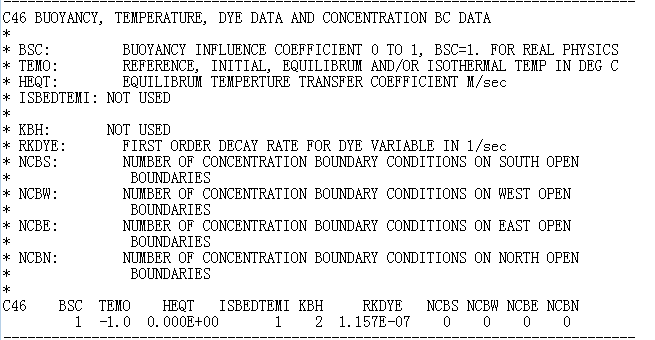 C46 BUOYANCY, TEMPERATURE, DYE DATA AND CONCENTRATION BC DATA
*
* BSC: BUOYANCY INFLUENCE COEFFICIENT 0 TO 1, BSC=1. FOR REAL PHYSICS
* TEMO: REFERENCE, INITIAL, EQUILIBRUM AND/OR ISOTHERMAL TEMP IN DEG C
* HEQT: EQUILIBRUM TEMPERTURE TRANSFER COEFFICIENT M/sec
* ISBEDTEMI: NOT USED
*
* KBH: NOT USED
* RKDYE: FIRST ORDER DECAY RATE FOR DYE VARIABLE IN 1/sec
* NCBS: NUMBER OF CONCENTRATION BOUNDARY CONDITIONS ON SOUTH OPEN
* BOUNDARIES
* NCBW: NUMBER OF CONCENTRATION BOUNDARY CONDITIONS ON WEST OPEN
* BOUNDARIES
* NCBE: NUMBER OF CONCENTRATION BOUNDARY CONDITIONS ON EAST OPEN
* BOUNDARIES
* NCBN: NUMBER OF CONCENTRATION BOUNDARY CONDITIONS ON NORTH OPEN
* BOUNDARIES
*
C46 BSC TEMO HEQT ISBEDTEMI KBH RKDYE NCBS NCBW NCBE NCBN
1 -1.0 0.000E+00 1 2 1.157E-07 0 0 0 0